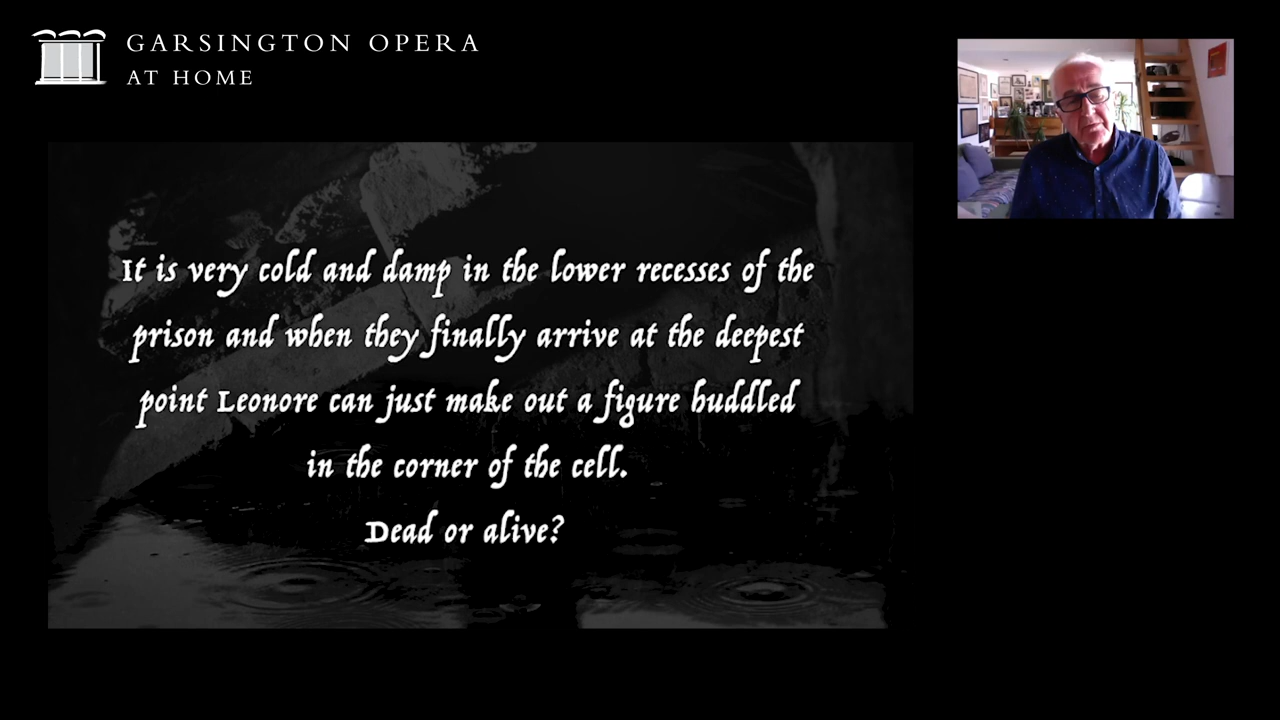 GARSINGTON OPERA
AT HOME
It is very cold and damp in the lower recesses of the
prison and when they finally arrive at the deepest
point Leonore can just make out a figure huddled
in the corner of the cell.
Dead or alive?